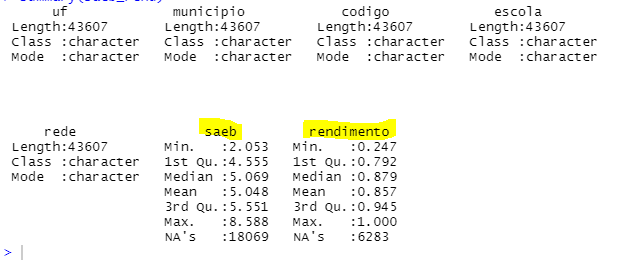 uf municipio codigo escola
Length:43607 Length:43607 Length:43607 Length:43607
Class :character Class :character Class :character Class :character
Mode :character Mode :character Mode :character Mode :character
rede saeb rendimento
Length:43607 Min. :2.053 Min. :0.247
Class :character 1st Qu.:4.555 1st Qu.:0.792
Mode :character Median :5.069 Median :0.879
Mean :5.048 Mean :0.857
3rd Qu.:5.551 3rd Qu.:0.945
Max. :8.588 Max. :1.000
NA's :18069 NA's :6283
>